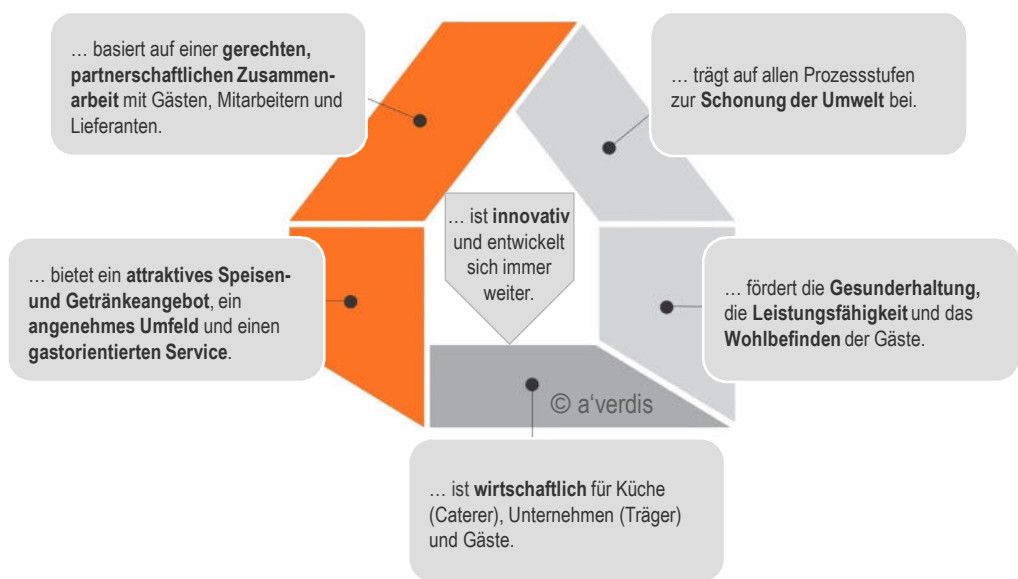 … basiert auf einer gerechten,
partnerschaftlichen Zusammen-
arbeit mit Gästen, Mitarbeitern und
Lieferanten.
… trägt auf allen Prozessstufen
zur Schonung der Umwelt bei.
… ist innovativ
und entwickelt
sich immer
weiter.
… bietet ein attraktives Speisen-
und Getränkeangebot, ein
angenehmes Umfeld und einen
gastorientierten Service.
… fördert die Gesunderhaltung,
die Leistungsfähigkeit und das
Wohlbefinden der Gäste.
© a‘verdis
… ist wirtschaftlich für Küche
(Caterer), Unternehmen (Träger)
und Gäste.